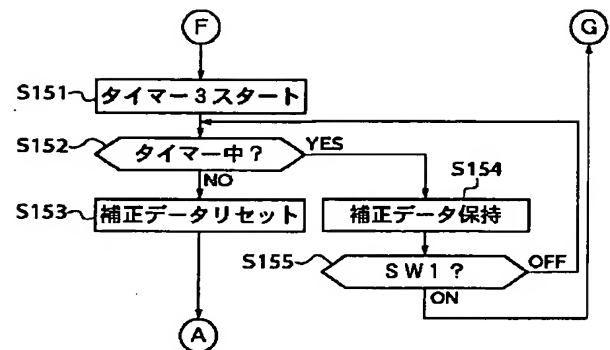 F
G
S151
タイマー3スタート
S152
タイマー中?
YES
NO
S154
S153
補正データリセット
補正データ保持
S155
SW1?
OFF
ON
A